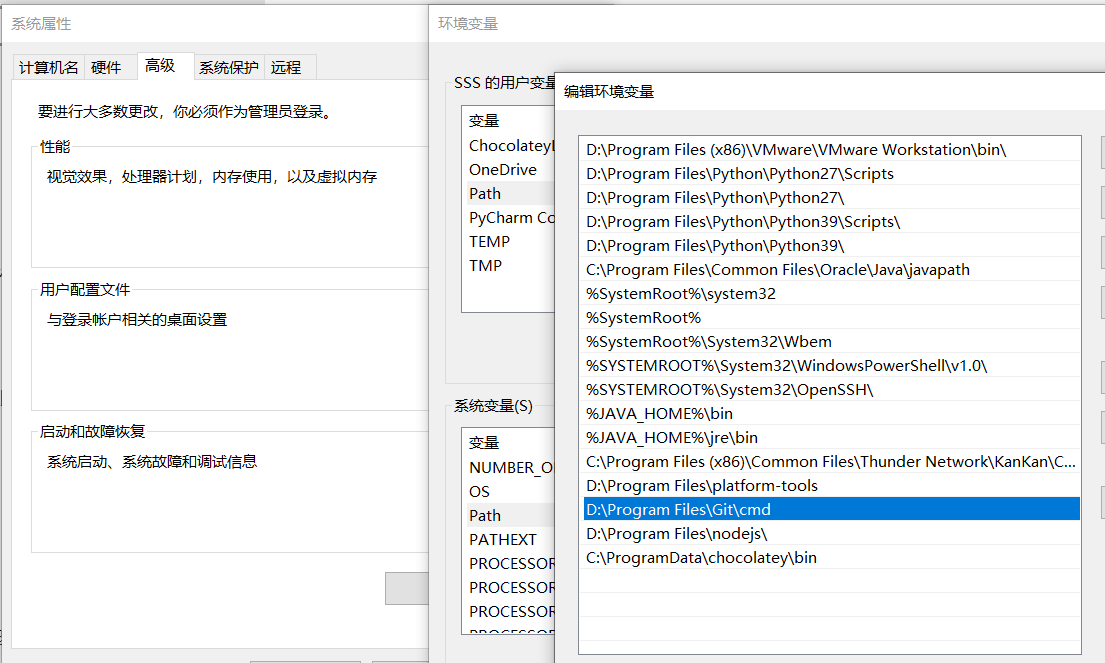 系统属性
计算机名
硬件
高级
系统保护
远程
要进行大多数更改，你必须作为管理员登录。
性能
视觉效果，处理器计划，内存使用，以及虚拟内存
用户配置文件
与登录帐户相关的桌面设置
启动和故障恢复
系统启动、系统故障和调试信息
环境变量
SSS 的用户变量
变量
ChocolateyL
OneDrive
Path
PyCharm Co
TEMP
TMP
系统变量(S)
变量
NUMBER_O
OS
Path
PATHEXT
PROCESSOR
PROCESSOR
PROCESSOR
PROCESSOR
编辑环境变量
D:\Program Files (x86)\VMware\VMware Workstation\bin\
D:\Program Files\Python\Python27\Scripts
D:\Program Files\Python\Python27\
D:\Program Files\Python\Python39\Scripts\
D:\Program Files\Python\Python39\
C:\Program Files\Common Files\Oracle\Java\javapath
%SystemRoot%\system32
%SystemRoot%
%SystemRoot%\System32\Wbem
%SYSTEMROOT%\System32\WindowsPowerShell\v1.0\
%SYSTEMROOT%\System32\OpenSSH\
%JAVA_HOME%\bin
%JAVA_HOME%\jre\bin
C:\Program Files (x86)\Common Files\Thunder Network\KanKan\C...
D:\Program Files\platform-tools
D:\Program Files\Git\cmd
D:\Program Files\nodejs\
C:\ProgramData\chocolatey\bin